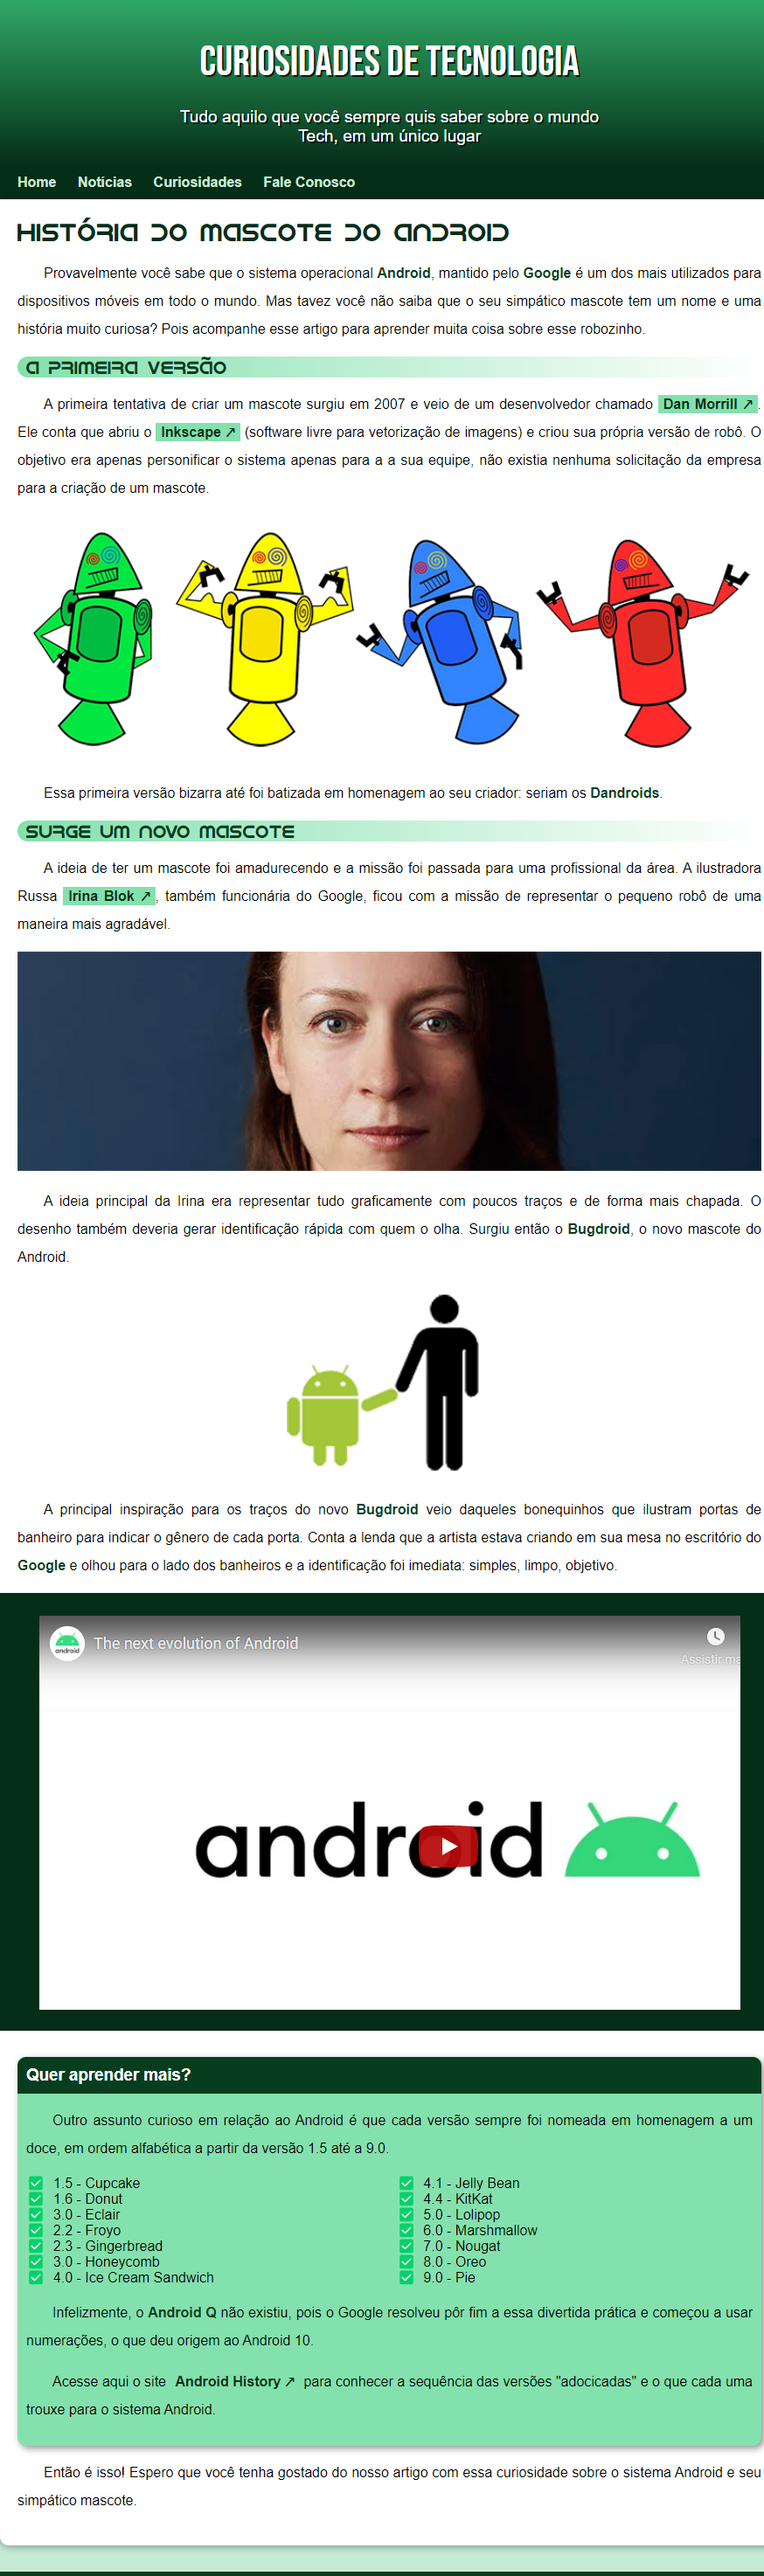 CURIOSIDADES DE TECNOLOGIA
Tudo aquilo que você sempre quis saber sobre o mundo
Tech, em um único lugar
Home Notícias Curiosidades Fale Conosco
HISTÓRIA DO MASCOTE DO ANDROID
Provavelmente você sabe que o sistema operacional Android, mantido pelo Google é um dos mais utilizados para
dispositivos móveis em todo o mundo. Mas tavez você não saiba que o seu simpático mascote tem um nome e uma
história muito curiosa? Pois acompanhe esse artigo para aprender muita coisa sobre esse robozinho.
A PRIMEIRA VERSÃO
A primeira tentativa de criar um mascote surgiu em 2007 e veio de um desenvolvedor chamado Dan Morrill ↗.
Ele conta que abriu o Inkscape ↗ (software livre para vetorização de imagens) e criou sua própria versão de robô. O
objetivo era apenas personificar o sistema apenas para a a sua equipe, não existia nenhuma solicitação da empresa
para a criação de um mascote.
Essa primeira versão bizarra até foi batizada em homenagem ao seu criador: seriam os Dandroids.
SURGE UM NOVO MASCOTE
A ideia de ter um mascote foi amadurecendo e a missão foi passada para uma profissional da área. A ilustradora
Russa Irina Blok ↗, também funcionária do Google, ficou com a missão de representar o pequeno robô de uma
maneira mais agradável.
A ideia principal da Irina era representar tudo graficamente com poucos traços e de forma mais chapada. O
desenho também deveria gerar identificação rápida com quem o olha. Surgiu então o Bugdroid, o novo mascote do
Android.
A principal inspiração para os traços do novo Bugdroid veio daqueles bonequinhos que ilustram portas de
banheiro para indicar o gênero de cada porta. Conta a lenda que a artista estava criando em sua mesa no escritório do
Google e olhou para o lado dos banheiros e a identificação foi imediata: simples, limpo, objetivo.
android
The next evolution of Android
Assistir ma
android
Quer aprender mais?
Outro assunto curioso em relação ao Android é que cada versão sempre foi nomeada em homenagem a um
doce, em ordem alfabética a partir da versão 1.5 até a 9.0.
1.5 - Cupcake
1.6 - Donut
3.0 - Eclair
2.2 - Froyo
2.3 - Gingerbread
3.0 - Honeycomb
4.0 - Ice Cream Sandwich
4.1 - Jelly Bean
4.4 - KitKat
5.0 - Lolipop
6.0 - Marshmallow
7.0 - Nougat
8.0 - Oreo
9.0 - Pie
Infelizmente, o Android Q não existiu, pois o Google resolveu pôr fim a essa divertida prática e começou a usar
numerações, o que deu origem ao Android 10.
Acesse aqui o site Android History ↗ para conhecer a sequência das versões "adocicadas" e o que cada uma
trouxe para o sistema Android.
Então é isso! Espero que você tenha gostado do nosso artigo com essa curiosidade sobre o sistema Android e seu
simpático mascote.